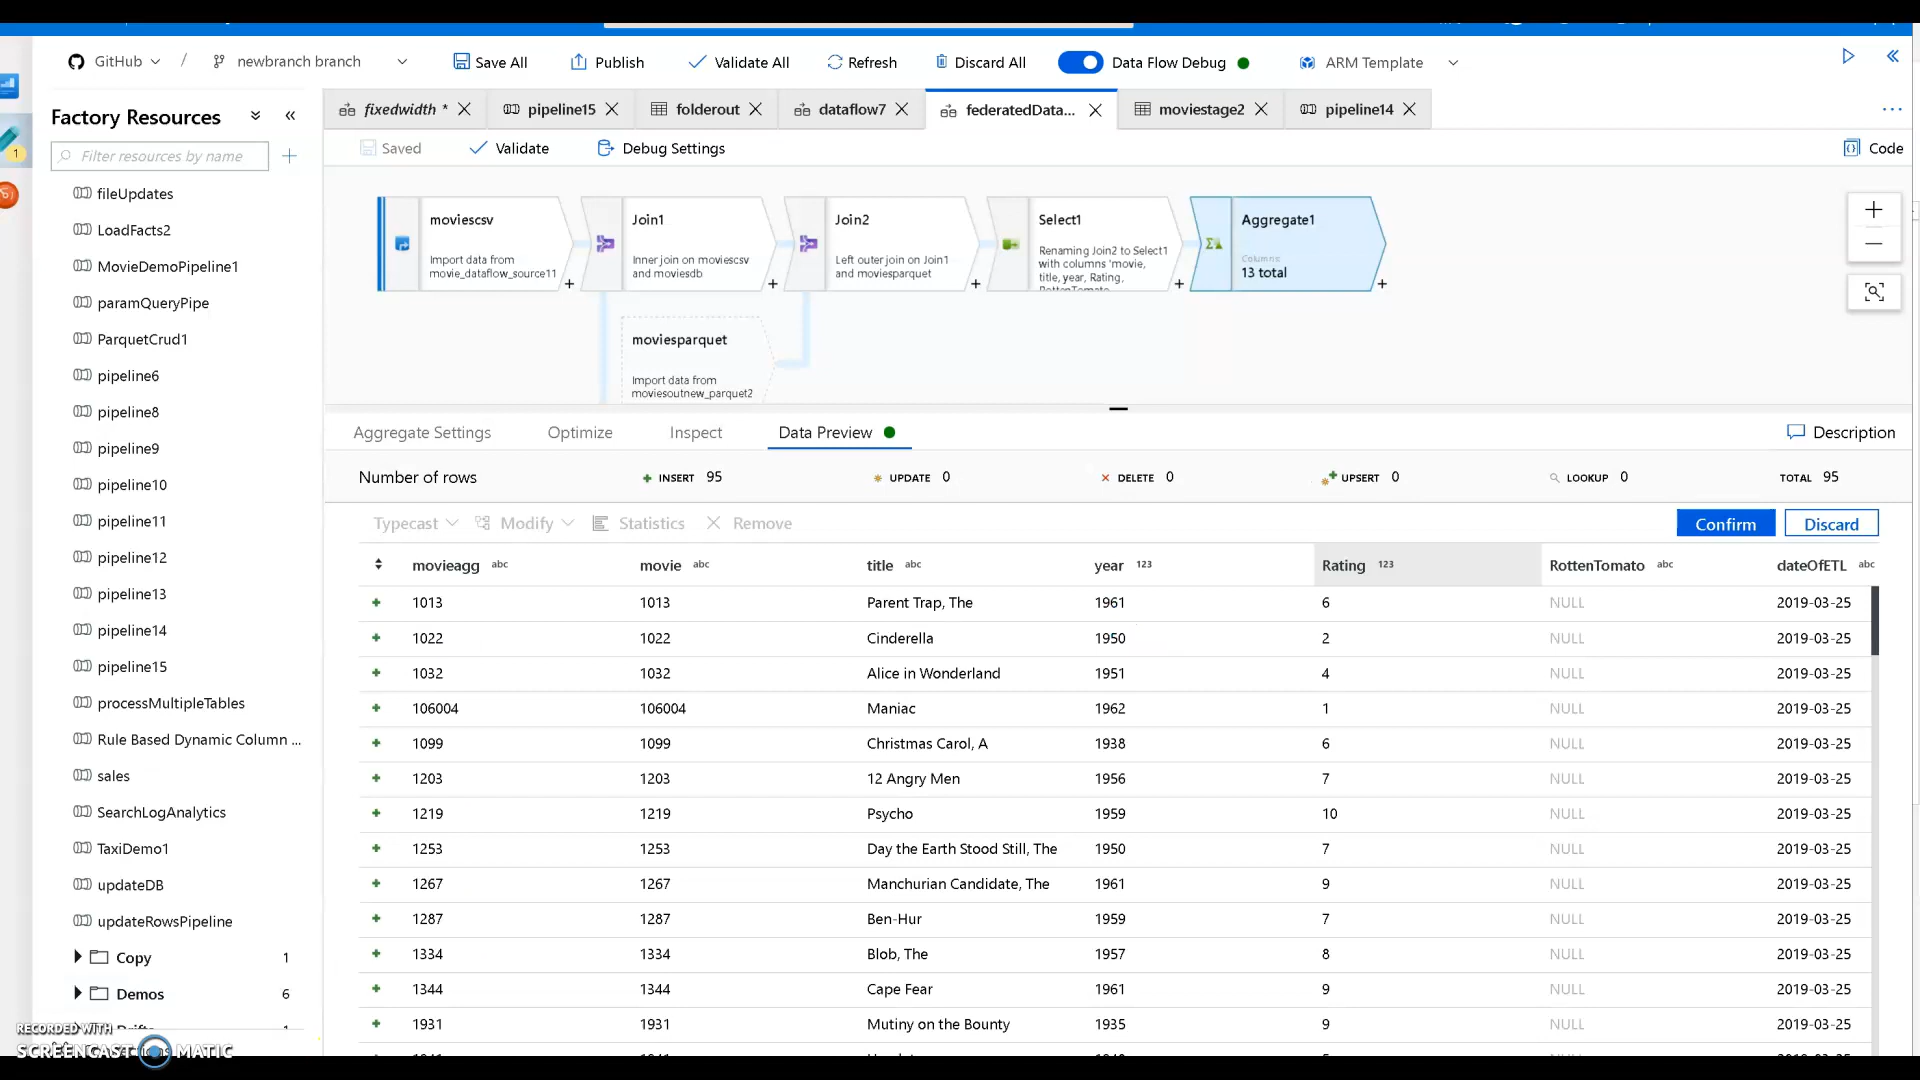 GitHub / newbranch branch Save All Publish Validate All Refresh Discard All Data Flow Debug ARM Template
Factory Resources
fixedwidth * pipeline15 folderout dataflow7 federatedData... moviestage2 pipeline14
Filter resources by name
Saved Validate Debug Settings Code
1
fileUpdates
LoadFacts2
MovieDemoPipeline1
paramQueryPipe
ParquetCrud1
pipeline6
pipeline8
pipeline9
pipeline10
pipeline11
pipeline12
pipeline13
pipeline14
pipeline15
processMultipleTables
Rule Based Dynamic Column ...
sales
SearchLogAnalytics
TaxiDemo1
updateDB
updateRowsPipeline
Copy 1
Demos 6
moviescsv
Import data from
movie_dataflow_source11
Join1
Inner join on moviescsv
and moviesdb
Join2
Left outer join on Join1
and moviesparquet
Select1
Renaming Join2 to Select1
with columns 'movie,
title, year, Rating,
RottenTomato
Aggregate1
Columns:
13 total
moviesparquet
Import data from
moviesoutnew_parquet2
Aggregate Settings Optimize Inspect Data Preview Description
Number of rows INSERT 95 UPDATE 0 DELETE 0 UPSERT 0 LOOKUP 0 TOTAL 95
Typecast Modify Statistics Remove Confirm Discard
movieagg abc movie abc title abc year 123 Rating 123 RottenTomato abc dateOfETL abc
1013 1013 Parent Trap, The 1961 6 NULL 2019-03-25
1022 1022 Cinderella 1950 2 NULL 2019-03-25
1032 1032 Alice in Wonderland 1951 4 NULL 2019-03-25
106004 106004 Maniac 1962 1 NULL 2019-03-25
1099 1099 Christmas Carol, A 1938 6 NULL 2019-03-25
1203 1203 12 Angry Men 1956 7 NULL 2019-03-25
1219 1219 Psycho 1959 10 NULL 2019-03-25
1253 1253 Day the Earth Stood Still, The 1950 7 NULL 2019-03-25
1267 1267 Manchurian Candidate, The 1961 9 NULL 2019-03-25
1287 1287 Ben-Hur 1959 7 NULL 2019-03-25
1334 1334 Blob, The 1957 8 NULL 2019-03-25
1344 1344 Cape Fear 1961 9 NULL 2019-03-25
1931 1931 Mutiny on the Bounty 1935 9 NULL 2019-03-25
RECORDED WITH
SCREENCAST MATIC